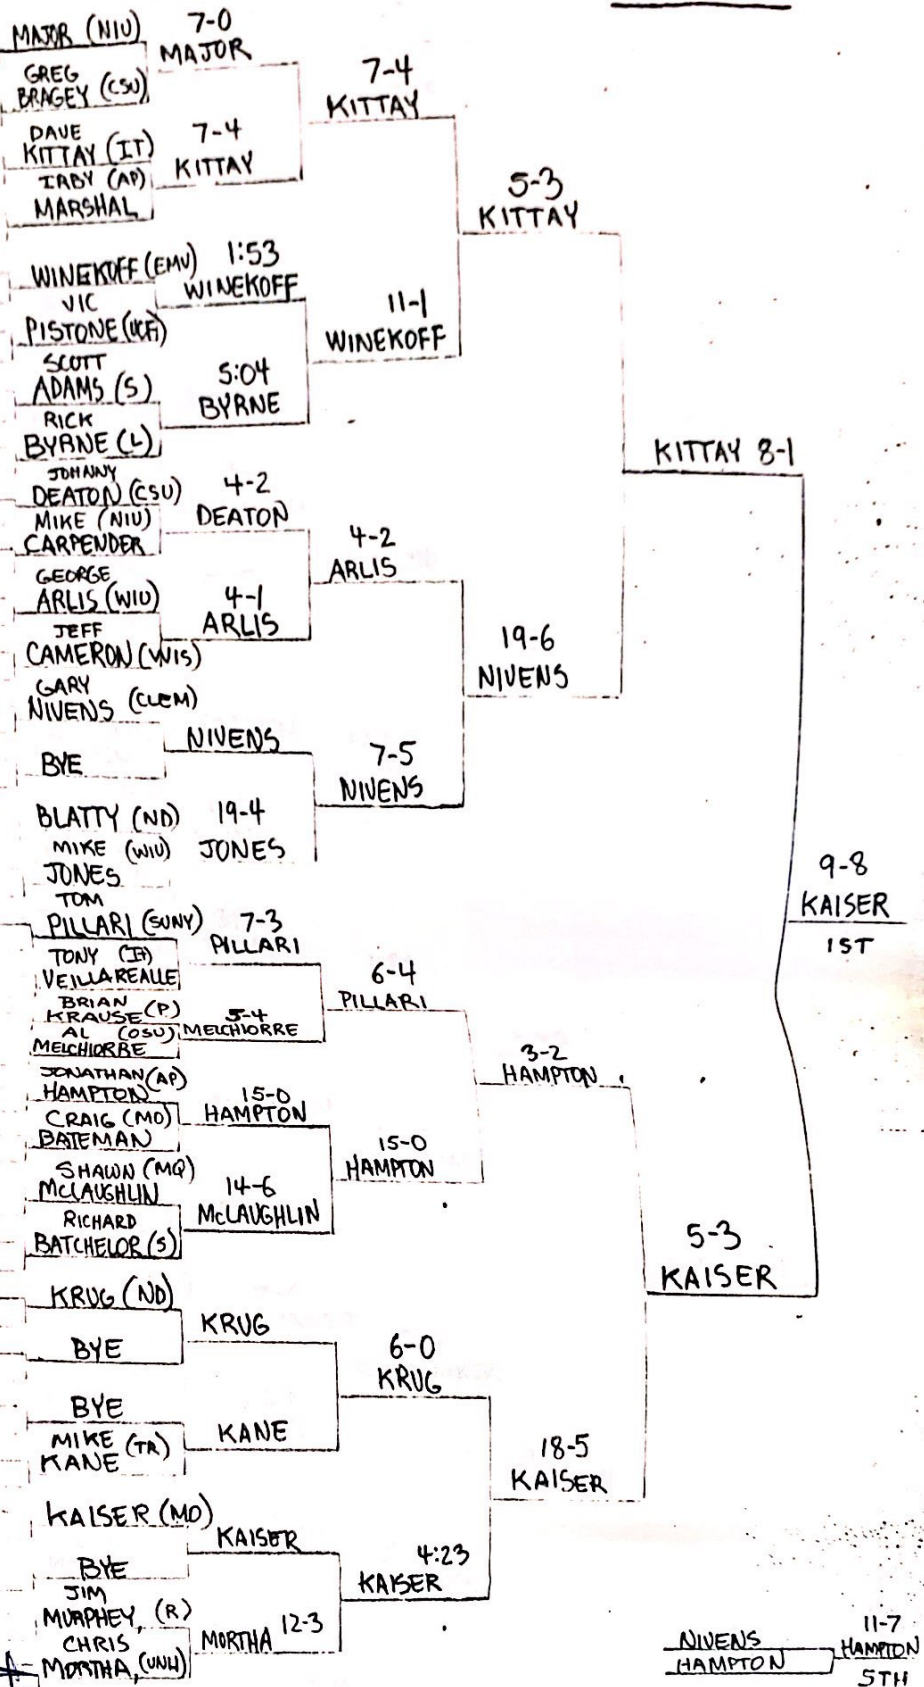 MAJOR (NIU)
7-0
MAJOR
GREG
BRAGEY (CSU)
7-4
KITTAY
DAVE
KITTAY (IT)
7-4
KITTAY
IRBY (AP)
MARSHAL
5-3
KITTAY
WINEKOFF (EMU)
1:53
WINEKOFF
VIC
PISTONE (UCF)
11-1
WINEKOFF
SCOTT
ADAMS (S)
5:04
BYRNE
RICK
BYRNE (L)
KITTAY 8-1
JOHNNY
DEATON (CSU)
4-2
DEATON
MIKE (NIU)
CARPENDER
4-2
ARLIS
GEORGE
ARLIS (WIU)
4-1
ARLIS
JEFF
CAMERON (WIS)
19-6
NIVENS
GARY
NIVENS (CLEM)
NIVENS
BYE
7-5
NIVENS
BLATTY (ND)
19-4
JONES
MIKE (WIU)
JONES
9-8
KAISER
1ST
TOM
PILLARI (SUNY)
7-3
PILLARI
TONY
VEILLAREALLE
6-4
PILLARI
BRIAN
KRAUSE (P)
5-4
MELCHIORRE
AL (OSU)
MELCHIORRE
3-2
HAMPTON
JONATHAN (AP)
HAMPTON
15-0
HAMPTON
CRAIG (MO)
BATEMAN
15-0
HAMPTON
SHAWN (MQ)
MCLAUGHLIN
14-6
McLAUGHLIN
RICHARD
BATCHELOR (S)
5-3
KAISER
KRUG (ND)
KRUG
BYE
6-0
KRUG
BYE
KANE
MIKE (TR)
KANE
18-5
KAISER
KAISER (MO)
KAISER
BYE
4:23
KAISER
JIM
MURPHEY, (R)
MORTHA 12-3
CHRIS
MORTHA, (UNH)
NIVENS
HAMPTON
11-7
HAMPTON
5TH